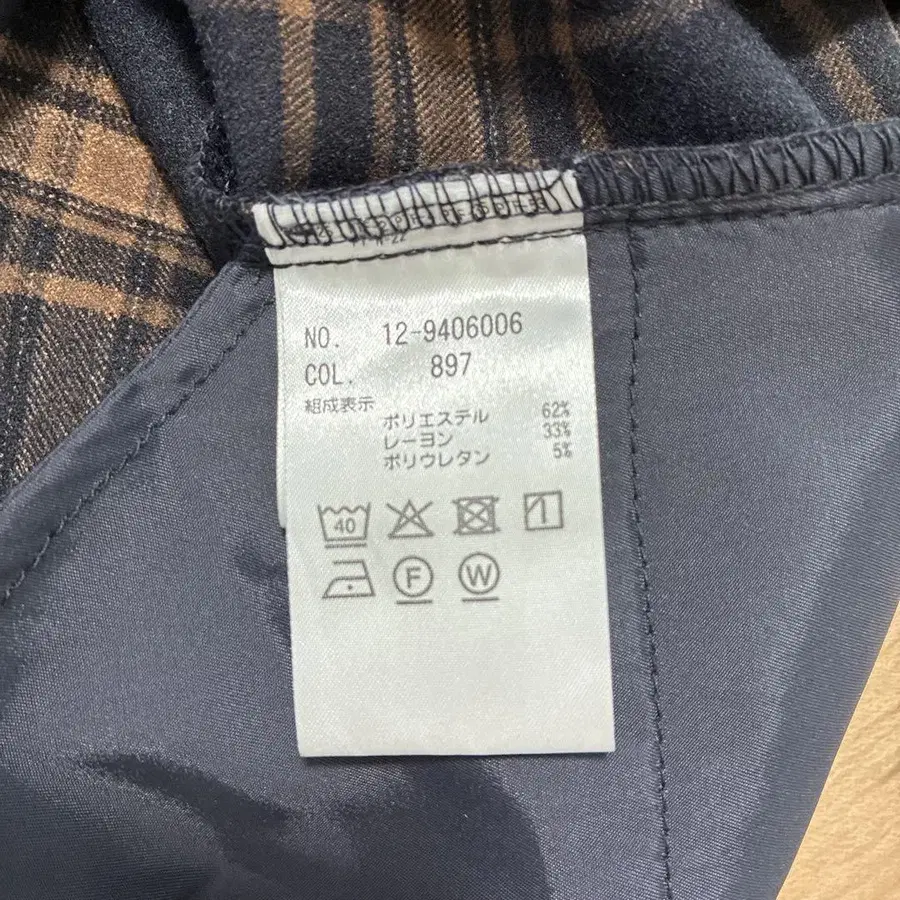 NO. 12-9406006
COL. 897
組成表示
ポリエステル 62%
レーヨン 33%
ポリウレタン 5%
40
F W